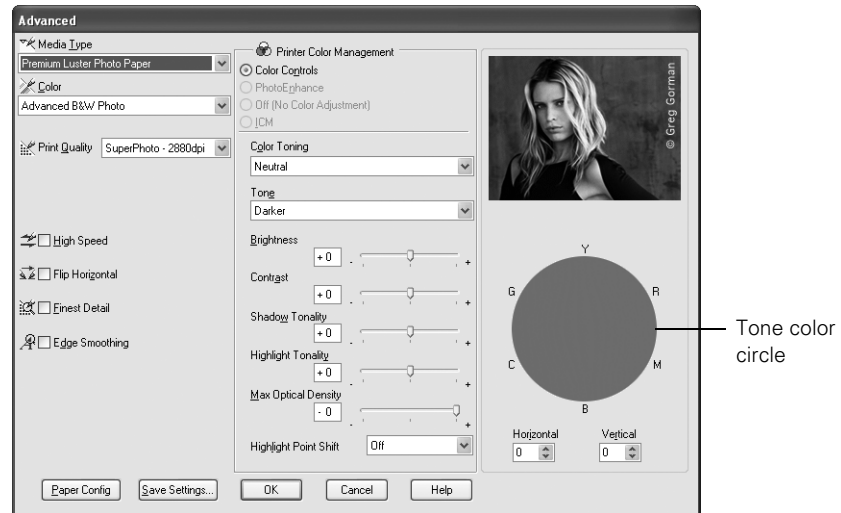 Advanced
Media Type
Premium Luster Photo Paper
Color
Advanced B&W Photo
Print Quality
SuperPhoto - 2880dpi
High Speed
Flip Horizontal
Finest Detail
Edge Smoothing
Printer Color Management
Color Controls
PhotoEnhance
Off (No Color Adjustment)
ICM
Color Toning
Neutral
Tone
Darker
Brightness
+ 0
- +
Contrast
+ 0
- +
Shadow Tonality
+ 0
- +
Highlight Tonality
+ 0
- +
Max Optical Density
- 0
- +
Highlight Point Shift
Off
© Greg Gorman
Y
G R
C M
B
Horizontal Vertical
0 0
Tone color
circle
Paper Config
Save Settings...
OK
Cancel
Help